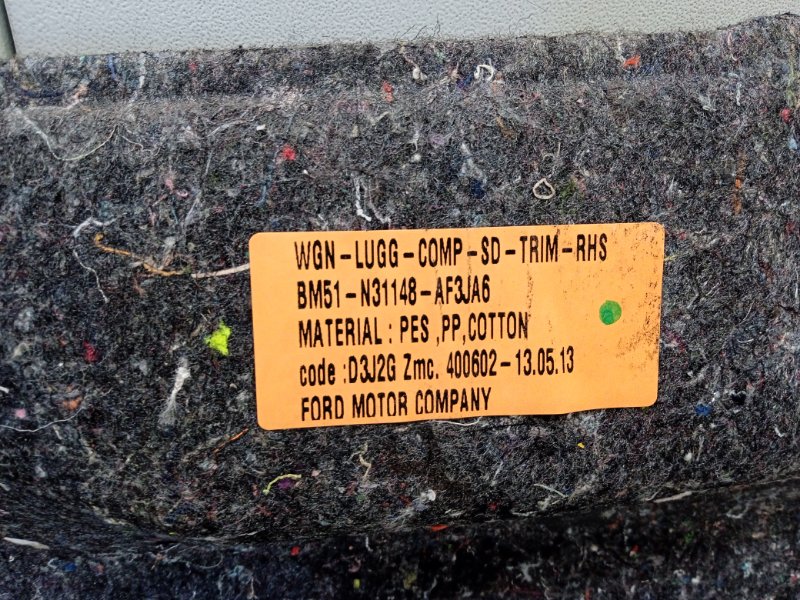 WGN-LUGG-COMP-SD-TRIM-RHS
BM51-N31148-AF3JA6
MATERIAL : PES ,PP,COTTON
code :D3J2G Zmc. 400602-13.05.13
FORD MOTOR COMPANY